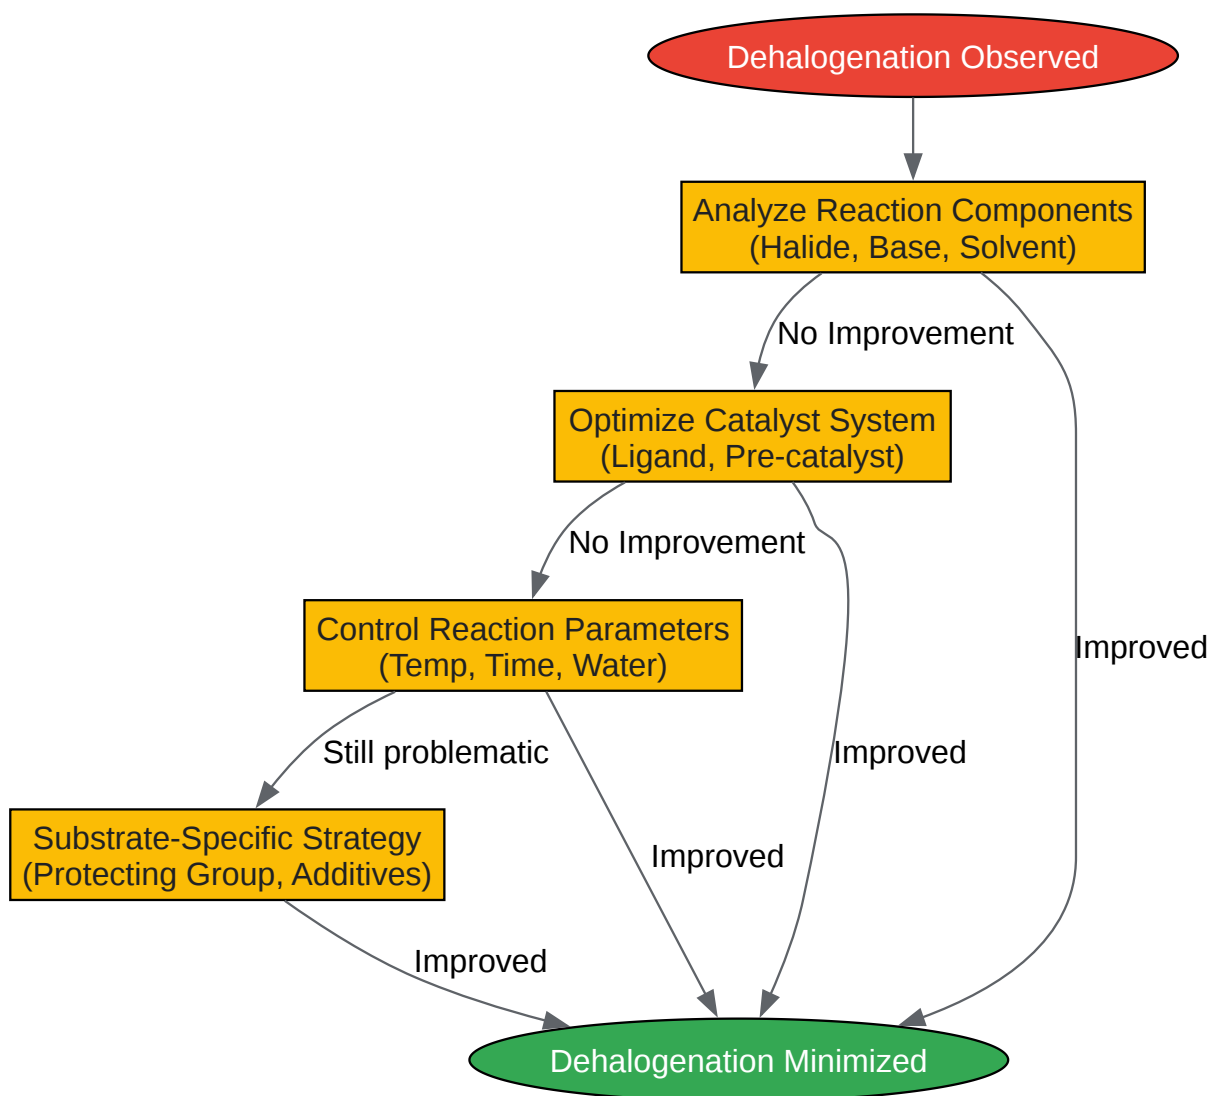 Dehalogenation Observed
Analyze Reaction Components
(Halide, Base, Solvent)
No Improvement
Optimize Catalyst System
(Ligand, Pre-catalyst)
No Improvement
Control Reaction Parameters
(Temp, Time, Water)
Improved
Still problematic
Improved
Substrate-Specific Strategy
(Protecting Group, Additives)
Improved
Improved
Dehalogenation Minimized